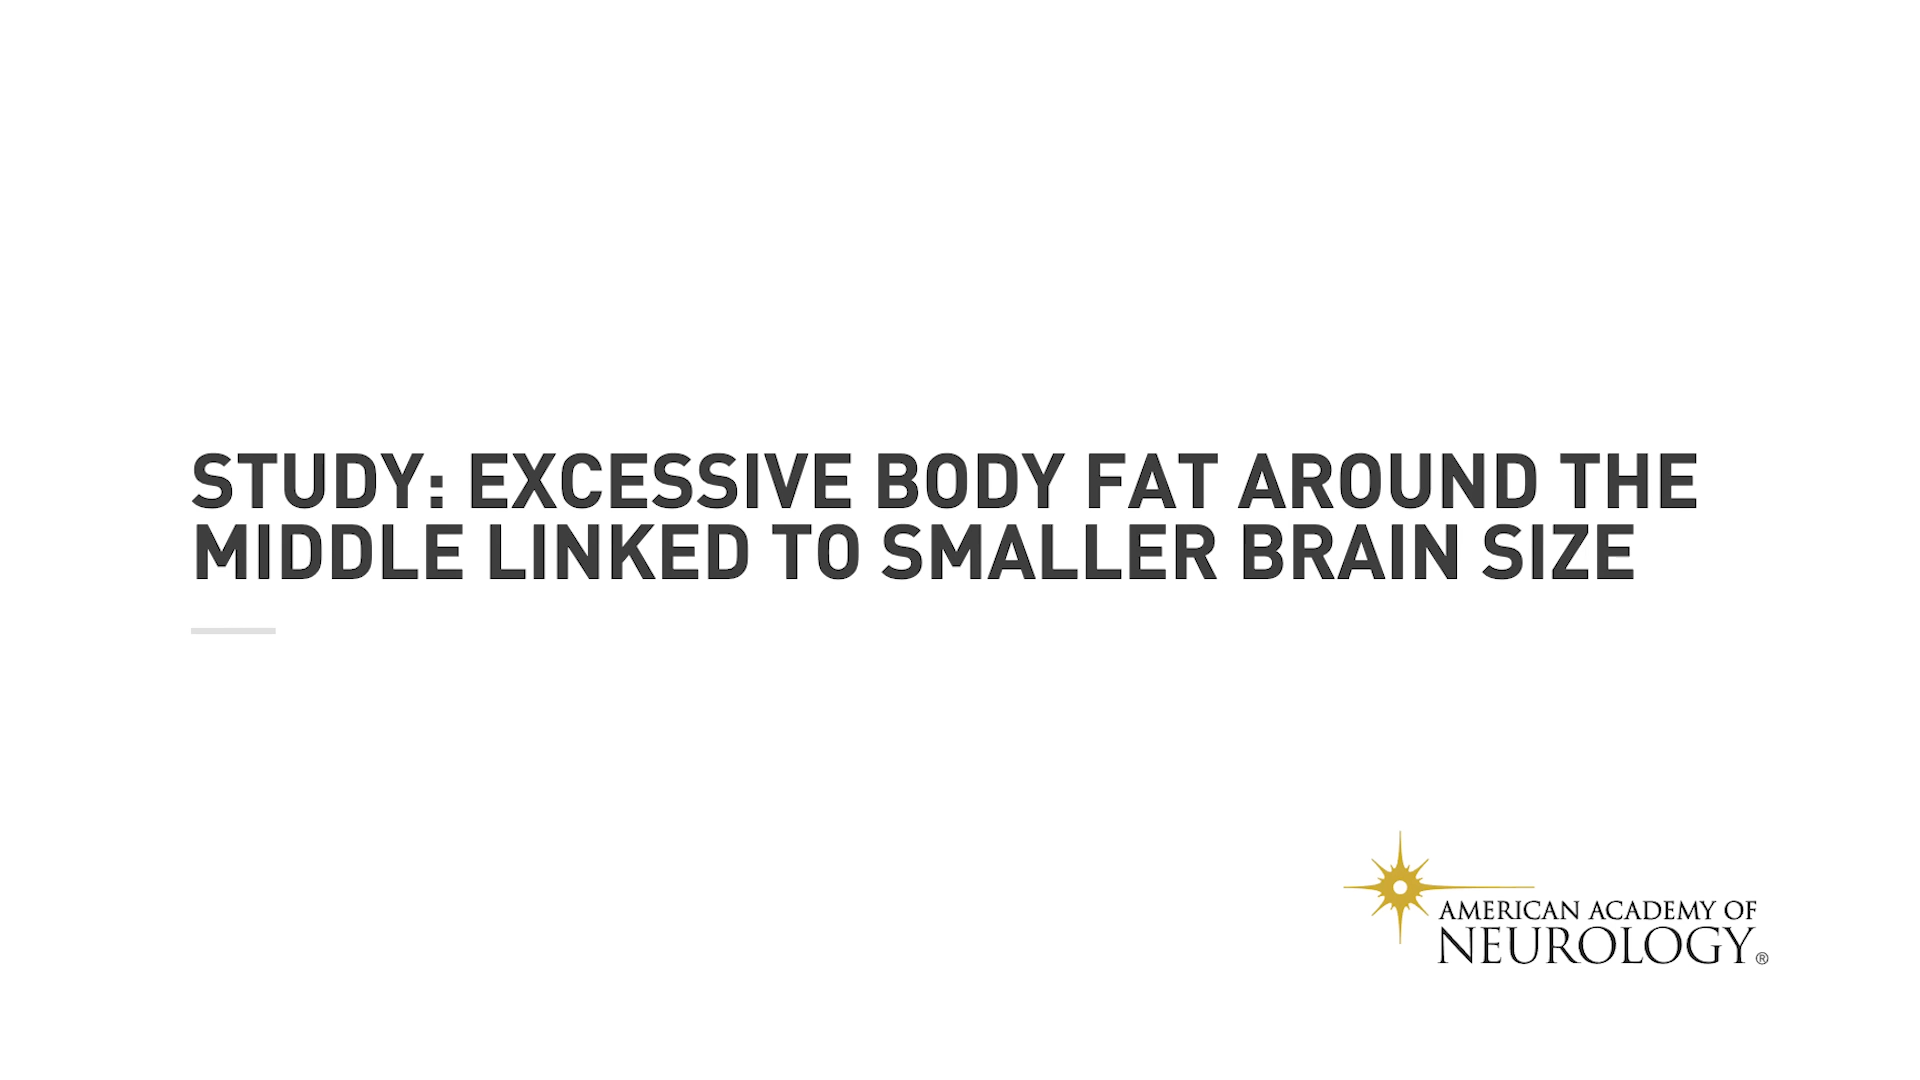 STUDY: EXCESSIVE BODY FAT AROUND THE
MIDDLE LINKED TO SMALLER BRAIN SIZE
AMERICAN ACADEMY OF
NEUROLOGY®